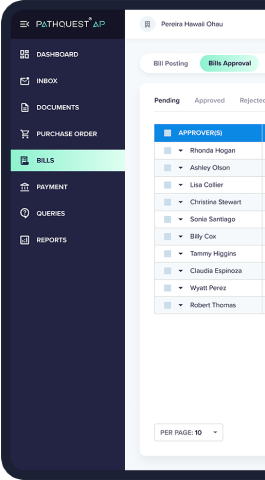 PATHQUEST AP
Pereira Hawaii Ohau
DASHBOARD
INBOX
DOCUMENTS
PURCHASE ORDER
BILLS
PAYMENT
QUERIES
REPORTS
Bill Posting Bills Approval
Pending Approved Rejected
APPROVER(S)
Rhonda Hogan
Ashley Olson
Lisa Collier
Christina Stewart
Sonia Santiago
Billy Cox
Tammy Higgins
Claudia Espinoza
Wyatt Perez
Robert Thomas
PER PAGE: 10